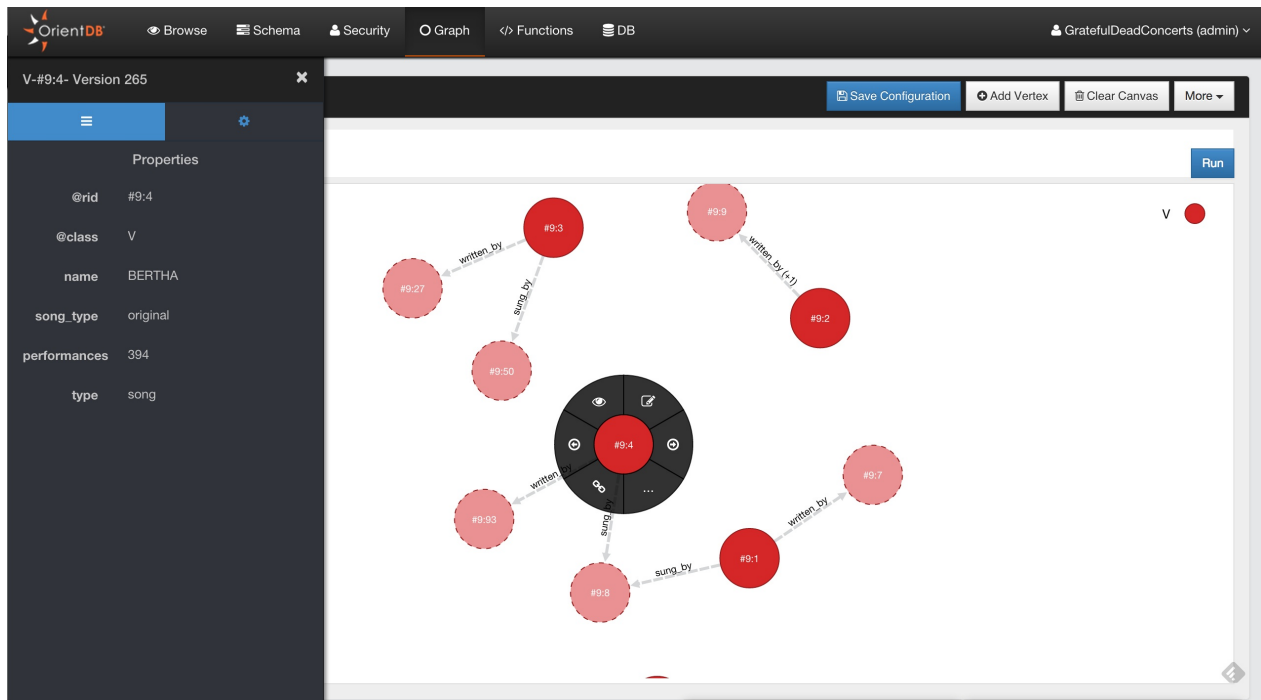 OrientDB Browse Schema Security Graph </> Functions DB GratefulDeadConcerts (admin)
V-#9:4- Version 265
Save Configuration Add Vertex Clear Canvas More
Properties
Run
@rid #9:4
@class V
name BERTHA
song_type original
performances 394
type song
V
#9:9
#9:3
written_by
written_by (+1)
#9:27
sung_by
#9:2
#9:50
#9:4
...
written_by
#9:7
#9:93
sung_by
written_by
#9:1
sung_by
#9:8